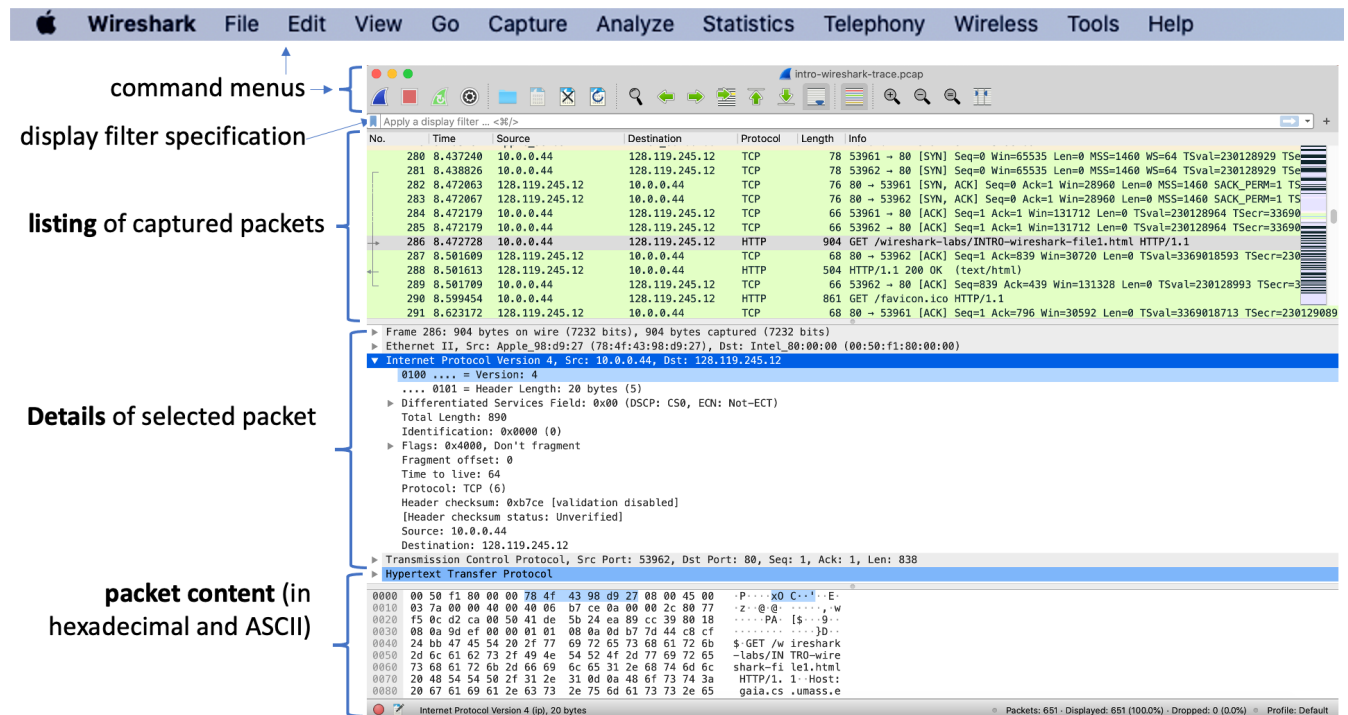 Wireshark File Edit View Go Capture Analyze Statistics Telephony Wireless Tools Help
command menus
intro-wireshark-trace.pcap
display filter specification
Apply a display filter ... <⌘/>
+
No. Time Source Destination Protocol Length Info
280 8.437240 10.0.0.44 128.119.245.12 TCP 78 53961 → 80 [SYN] Seq=0 Win=65535 Len=0 MSS=1460 WS=64 TSval=230128929 TSe
281 8.438826 10.0.0.44 128.119.245.12 TCP 78 53962 → 80 [SYN] Seq=0 Win=65535 Len=0 MSS=1460 WS=64 TSval=230128929 TSe
282 8.472063 128.119.245.12 10.0.0.44 TCP 76 80 → 53961 [SYN, ACK] Seq=0 Ack=1 Win=28960 Len=0 MSS=1460 SACK_PERM=1 TS
283 8.472067 128.119.245.12 10.0.0.44 TCP 76 80 → 53962 [SYN, ACK] Seq=0 Ack=1 Win=28960 Len=0 MSS=1460 SACK_PERM=1 TS
284 8.472179 10.0.0.44 128.119.245.12 TCP 66 53961 → 80 [ACK] Seq=1 Ack=1 Win=131712 Len=0 TSval=230128964 TSecr=33690
285 8.472179 10.0.0.44 128.119.245.12 TCP 66 53962 → 80 [ACK] Seq=1 Ack=1 Win=131712 Len=0 TSval=230128964 TSecr=33690
286 8.472728 10.0.0.44 128.119.245.12 HTTP 904 GET /wireshark-labs/INTRO-wireshark-file1.html HTTP/1.1
287 8.501609 128.119.245.12 10.0.0.44 TCP 68 80 → 53962 [ACK] Seq=1 Ack=839 Win=30720 Len=0 TSval=3369018593 TSecr=230
288 8.501613 128.119.245.12 10.0.0.44 HTTP 504 HTTP/1.1 200 OK (text/html)
289 8.501709 10.0.0.44 128.119.245.12 TCP 66 53962 → 80 [ACK] Seq=839 Ack=439 Win=131328 Len=0 TSval=230128993 TSecr=3
290 8.599454 10.0.0.44 128.119.245.12 HTTP 861 GET /favicon.ico HTTP/1.1
291 8.623172 128.119.245.12 10.0.0.44 TCP 68 80 → 53961 [ACK] Seq=1 Ack=796 Win=30592 Len=0 TSval=3369018713 TSecr=230129089
listing of captured packets
Frame 286: 904 bytes on wire (7232 bits), 904 bytes captured (7232 bits)
Ethernet II, Src: Apple_98:d9:27 (78:4f:43:98:d9:27), Dst: Intel_80:00:00 (00:50:f1:80:00:00)
Internet Protocol Version 4, Src: 10.0.0.44, Dst: 128.119.245.12
0100 .... = Version: 4
.... 0101 = Header Length: 20 bytes (5)
Differentiated Services Field: 0x00 (DSCP: CS0, ECN: Not-ECT)
Total Length: 890
Identification: 0x0000 (0)
Flags: 0x4000, Don't fragment
Fragment offset: 0
Time to live: 64
Protocol: TCP (6)
Header checksum: 0xb7ce [validation disabled]
[Header checksum status: Unverified]
Source: 10.0.0.44
Destination: 128.119.245.12
Transmission Control Protocol, Src Port: 53962, Dst Port: 80, Seq: 1, Ack: 1, Len: 838
Hypertext Transfer Protocol
Details of selected packet
packet content (in
hexadecimal and ASCII)
0000 00 50 f1 80 00 00 78 4f 43 98 d9 27 08 00 45 00 ·P····xO C··'··E·
0010 03 7a 00 00 40 00 40 06 b7 ce 0a 00 00 2c 80 77 ·z··@·@· ·····,·w
0020 f5 0c d2 ca 00 50 41 de 5b 24 ea 89 cc 39 80 18 ·····PA· [$···9··
0030 08 0a 9d ef 00 00 01 01 08 0a 0d b7 7d 44 c8 cf ········ ····}D··
0040 24 bb 47 45 54 20 2f 77 69 72 65 73 68 61 72 6b $·GET /w ireshark
0050 2d 6c 61 62 73 2f 49 4e 54 52 4f 2d 77 69 72 65 -labs/IN TRO-wire
0060 73 68 61 72 6b 2d 66 69 6c 65 31 2e 68 74 6d 6c shark-fi le1.html
0070 20 48 54 54 50 2f 31 2e 31 0d 0a 48 6f 73 74 3a HTTP/1. 1··Host:
0080 20 67 61 69 61 2e 63 73 2e 75 6d 61 73 73 2e 65 gaia.cs .umass.e
Internet Protocol Version 4 (ip), 20 bytes
Packets: 651 · Displayed: 651 (100.0%) · Dropped: 0 (0.0%)
Profile: Default